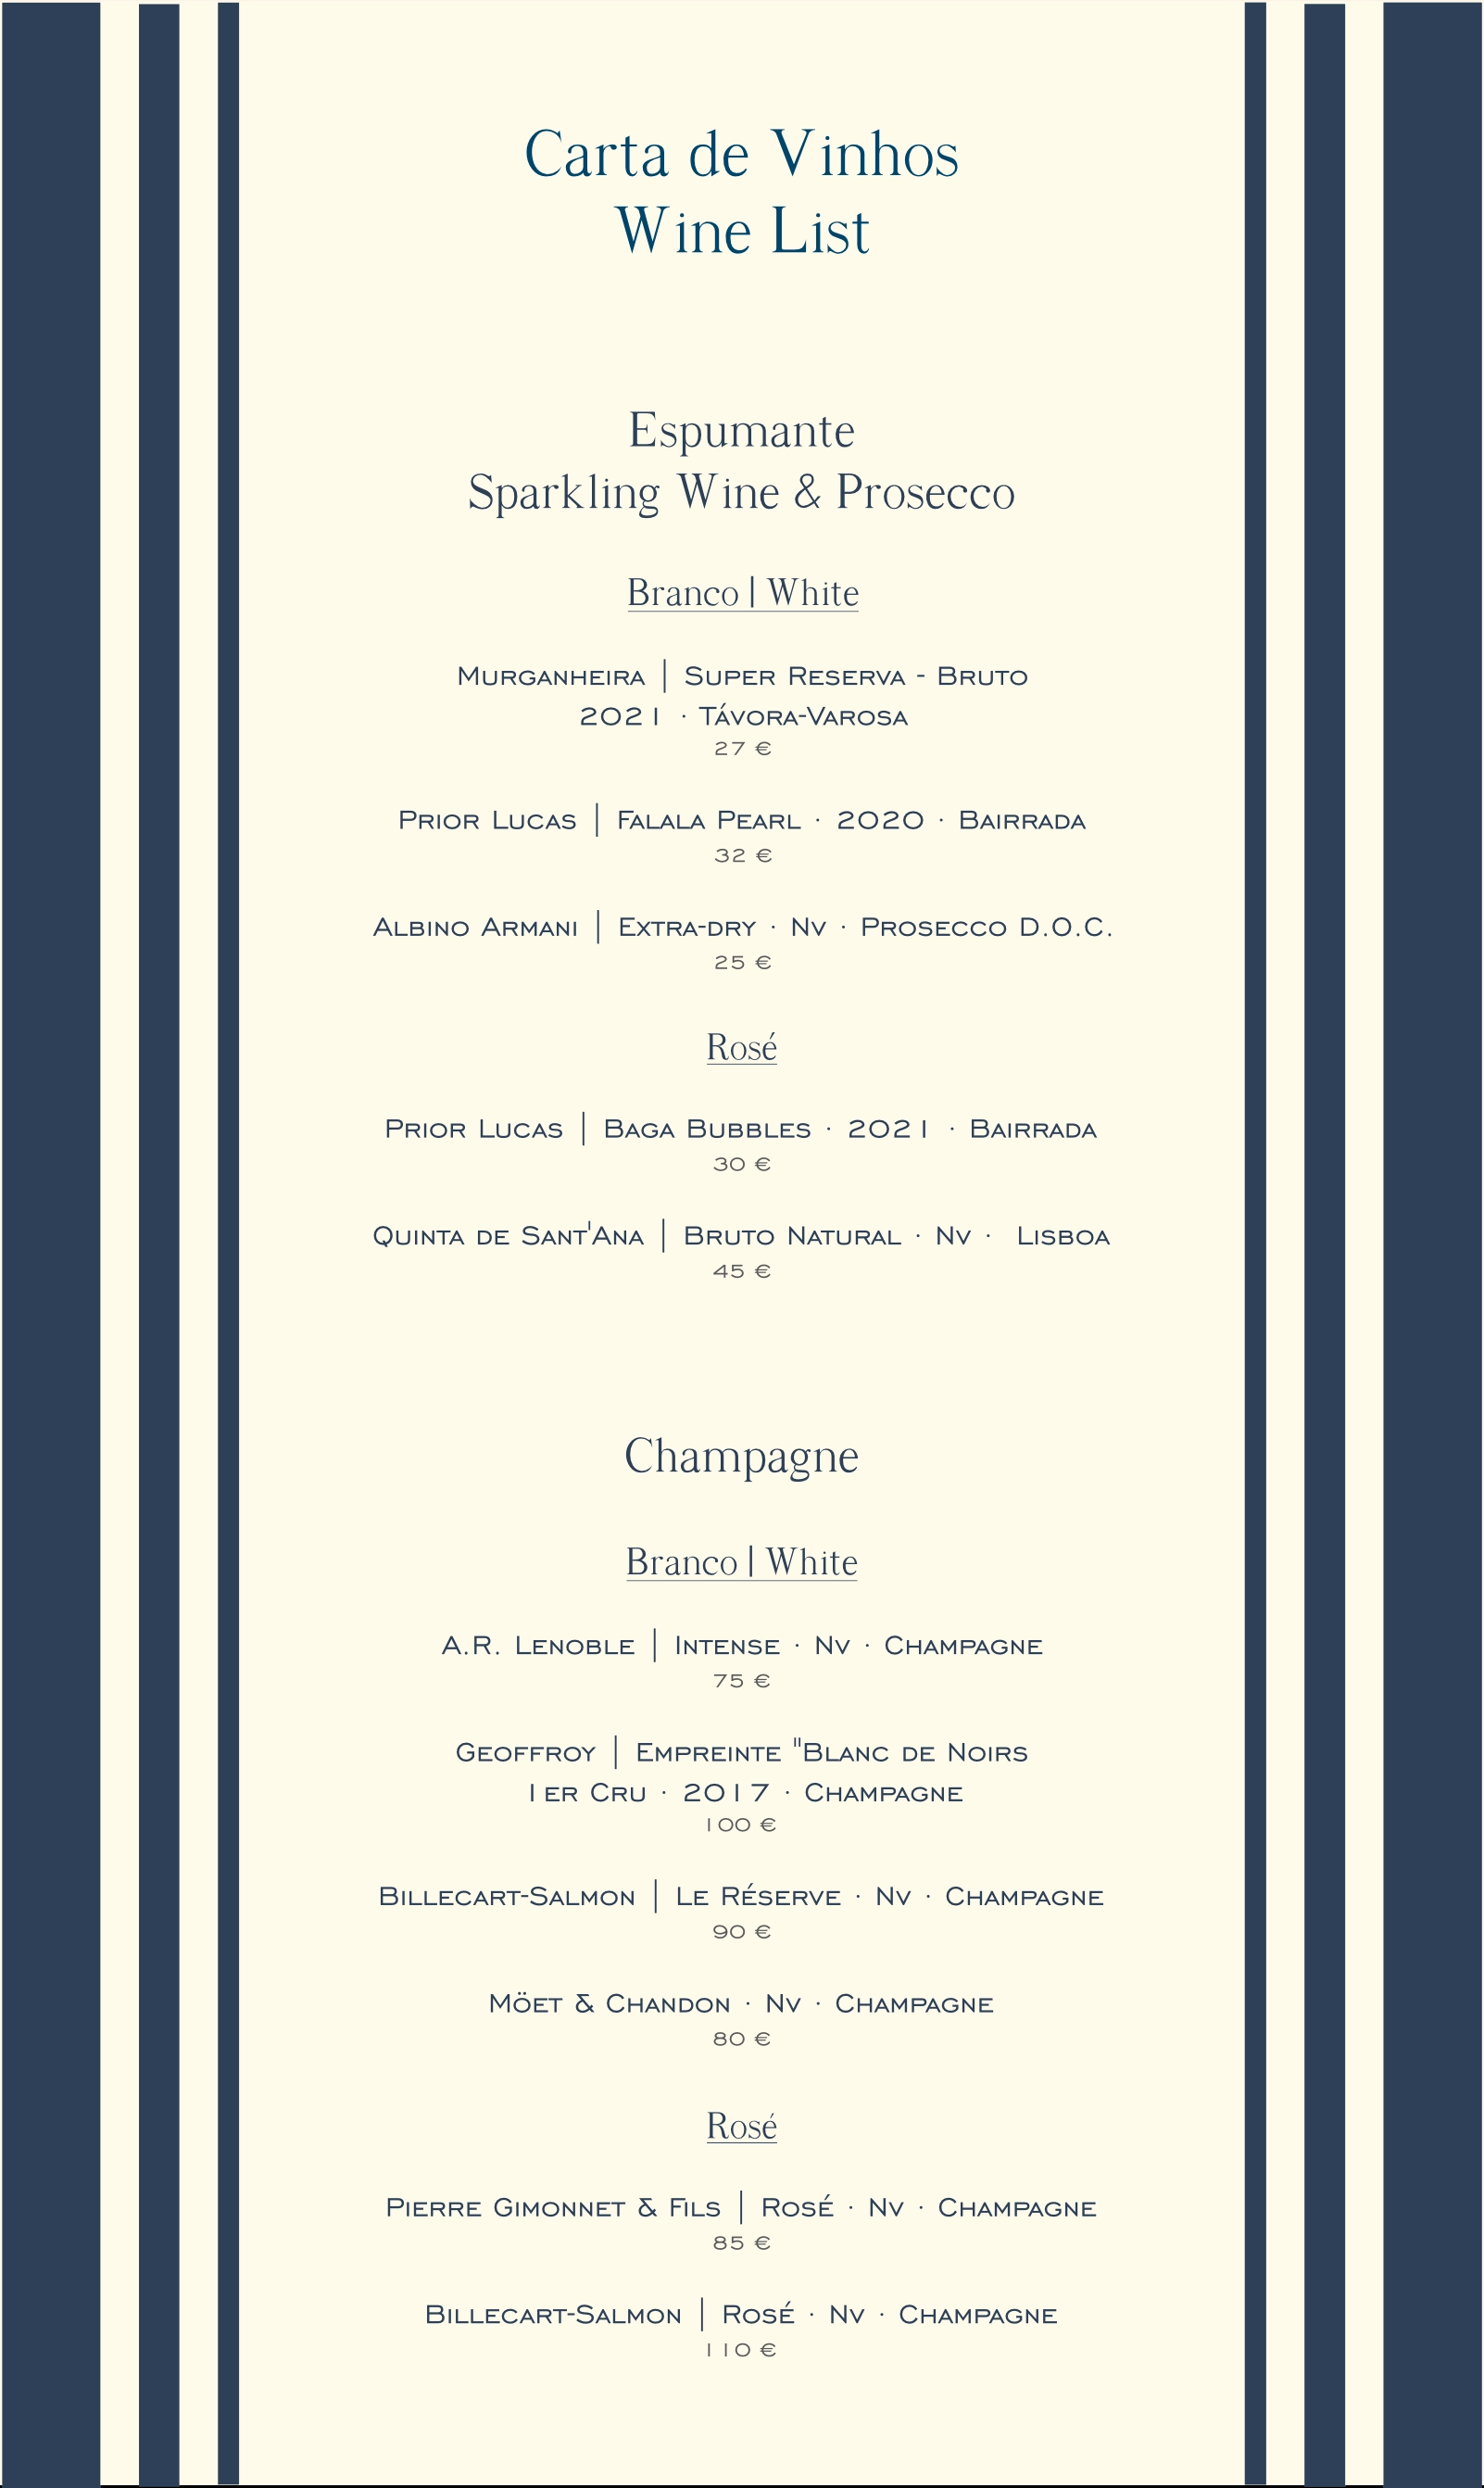 Carta de Vinhos
Wine List
Espumante
Sparkling Wine & Prosecco
Branco | White
Murganheira | Super Reserva - Bruto
2021 · Távora-Varosa
27 €
Prior Lucas | Falala Pearl · 2020 · Bairrada
32 €
Albino Armani | Extra-dry · Nv · Prosecco D.O.C.
25 €
Rosé
Prior Lucas | Baga Bubbles · 2021 · Bairrada
30 €
Quinta de Sant'Ana | Bruto Natural · Nv · Lisboa
45 €
Champagne
Branco | White
A.R. Lenoble | Intense · Nv · Champagne
75 €
Geoffroy | Empreinte "Blanc de Noirs
1er Cru · 2017 · Champagne
100 €
Billecart-Salmon | Le Réserve · Nv · Champagne
90 €
Möet & Chandon · Nv · Champagne
80 €
Rosé
Pierre Gimonnet & Fils | Rosé · Nv · Champagne
85 €
Billecart-Salmon | Rosé · Nv · Champagne
110 €